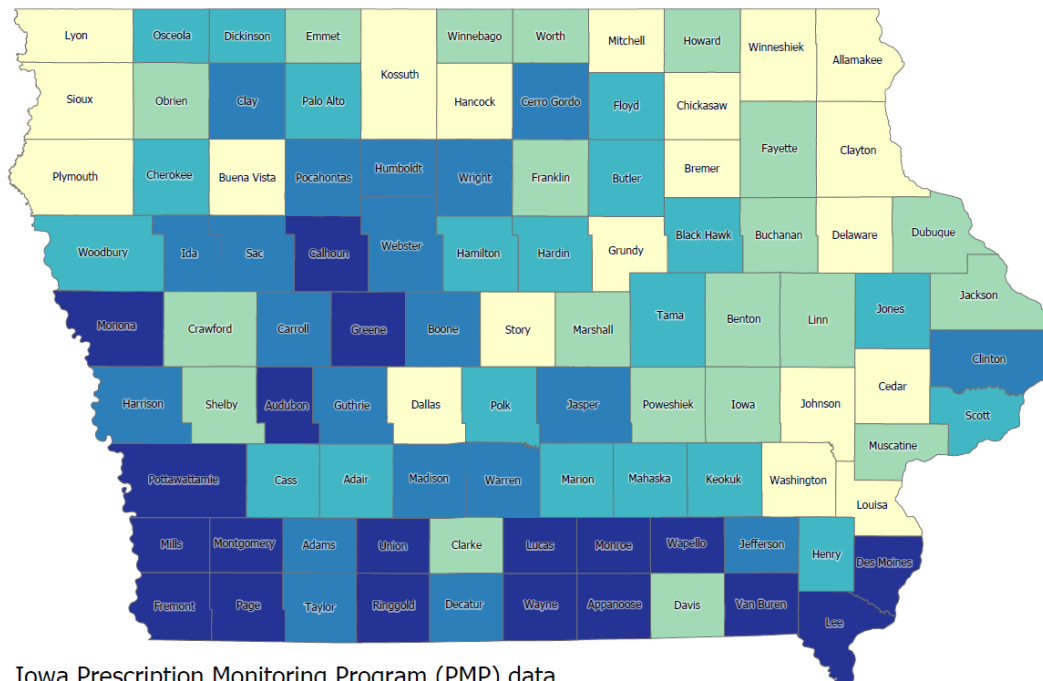 Lyon
Osceola
Dickinson
Emmet
Kossuth
Winnebago
Worth
Mitchell
Howard
Winneshiek
Allamakee
Sioux
Obrien
Clay
Palo Alto
Hancock
Cerro Gordo
Floyd
Chickasaw
Fayette
Clayton
Plymouth
Cherokee
Buena Vista
Pocahontas
Humboldt
Wright
Franklin
Butler
Bremer
Woodbury
Ida
Sac
Calhoun
Webster
Hamilton
Hardin
Grundy
Black Hawk
Buchanan
Delaware
Dubuque
Monona
Crawford
Carroll
Greene
Boone
Story
Marshall
Tama
Benton
Linn
Jones
Jackson
Clinton
Harrison
Shelby
Audubon
Guthrie
Dallas
Polk
Jasper
Poweshiek
Iowa
Johnson
Cedar
Scott
Muscatine
Pottawattamie
Cass
Adair
Madison
Warren
Marion
Mahaska
Keokuk
Washington
Louisa
Mills
Montgomery
Adams
Union
Clarke
Lucas
Monroe
Wapello
Jefferson
Henry
Des Moines
Fremont
Page
Taylor
Ringgold
Decatur
Wayne
Appanoose
Davis
Van Buren
Lee
Iowa Prescription Monitoring Program (PMP) data